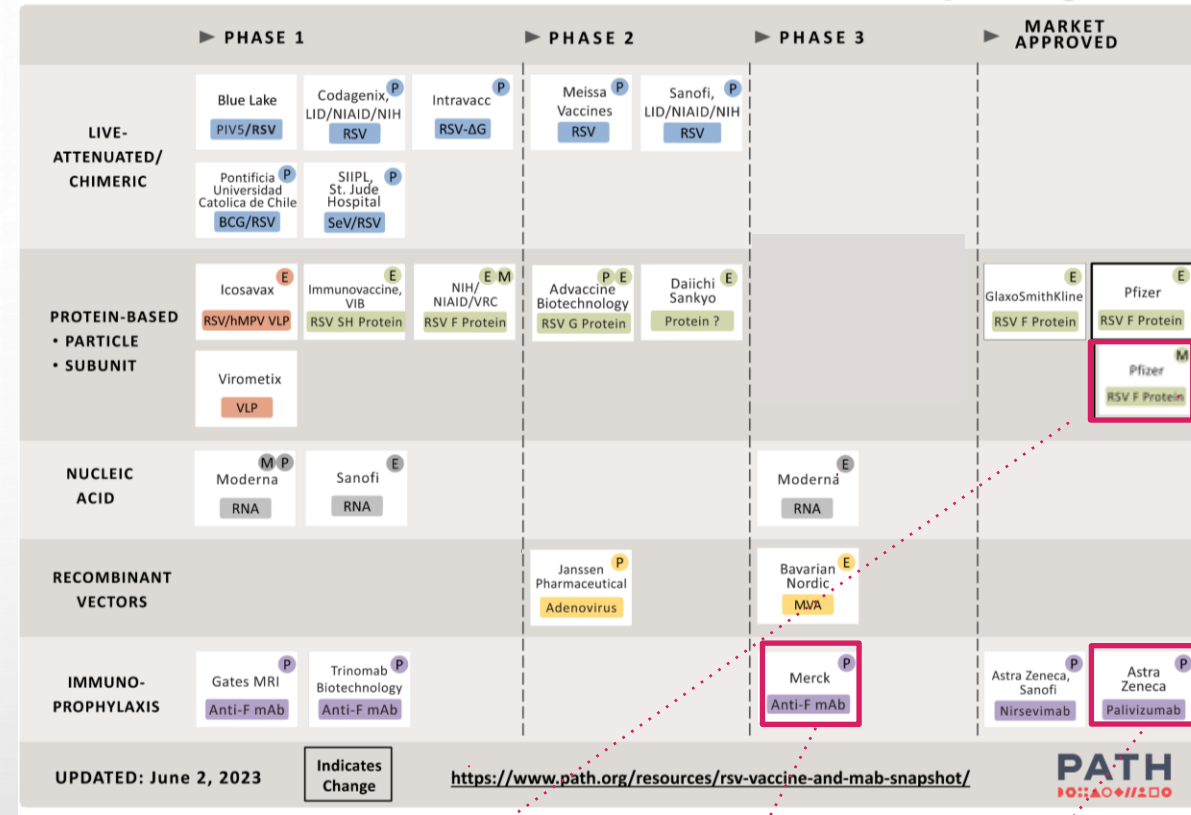 PHASE 1
PHASE 2
PHASE 3
MARKET
APPROVED
LIVE-
ATTENUATED/
CHIMERIC
Blue Lake
PIV5/RSV
P
Codagenix,
LID/NIAID/NIH
RSV
P
Intravacc
RSV-ΔG
P
Meissa
Vaccines
RSV
P
Sanofi,
LID/NIAID/NIH
RSV
P
Pontificia
Universidad
Catolica de Chile
BCG/RSV
P
SIIPL,
St. Jude
Hospital
SeV/RSV
P
PROTEIN-BASED
• PARTICLE
• SUBUNIT
Icosavax
RSV/hMPV VLP
E
Immunovaccine,
VIB
RSV SH Protein
E
NIH/
NIAID/VRC
RSV F Protein
E M
Advaccine
Biotechnology
RSV G Protein
P E
Daiichi
Sankyo
Protein ?
E
GlaxoSmithKline
RSV F Protein
E
Pfizer
RSV F Protein
E
Pfizer
RSV F Protein
M
Virometix
VLP
NUCLEIC
ACID
Moderna
RNA
M P
Sanofi
RNA
E
Moderna
RNA
E
RECOMBINANT
VECTORS
Janssen
Pharmaceutical
Adenovirus
P
Bavarian
Nordic
MVA
E
IMMUNO-
PROPHYLAXIS
Gates MRI
Anti-F mAb
P
Trinomab
Biotechnology
Anti-F mAb
P
Merck
Anti-F mAb
P
Astra Zeneca,
Sanofi
Nirsevimab
P
Astra
Zeneca
Palivizumab
P
UPDATED: June 2, 2023
Indicates
Change
https://www.path.org/resources/rsv-vaccine-and-mab-snapshot/
PATH